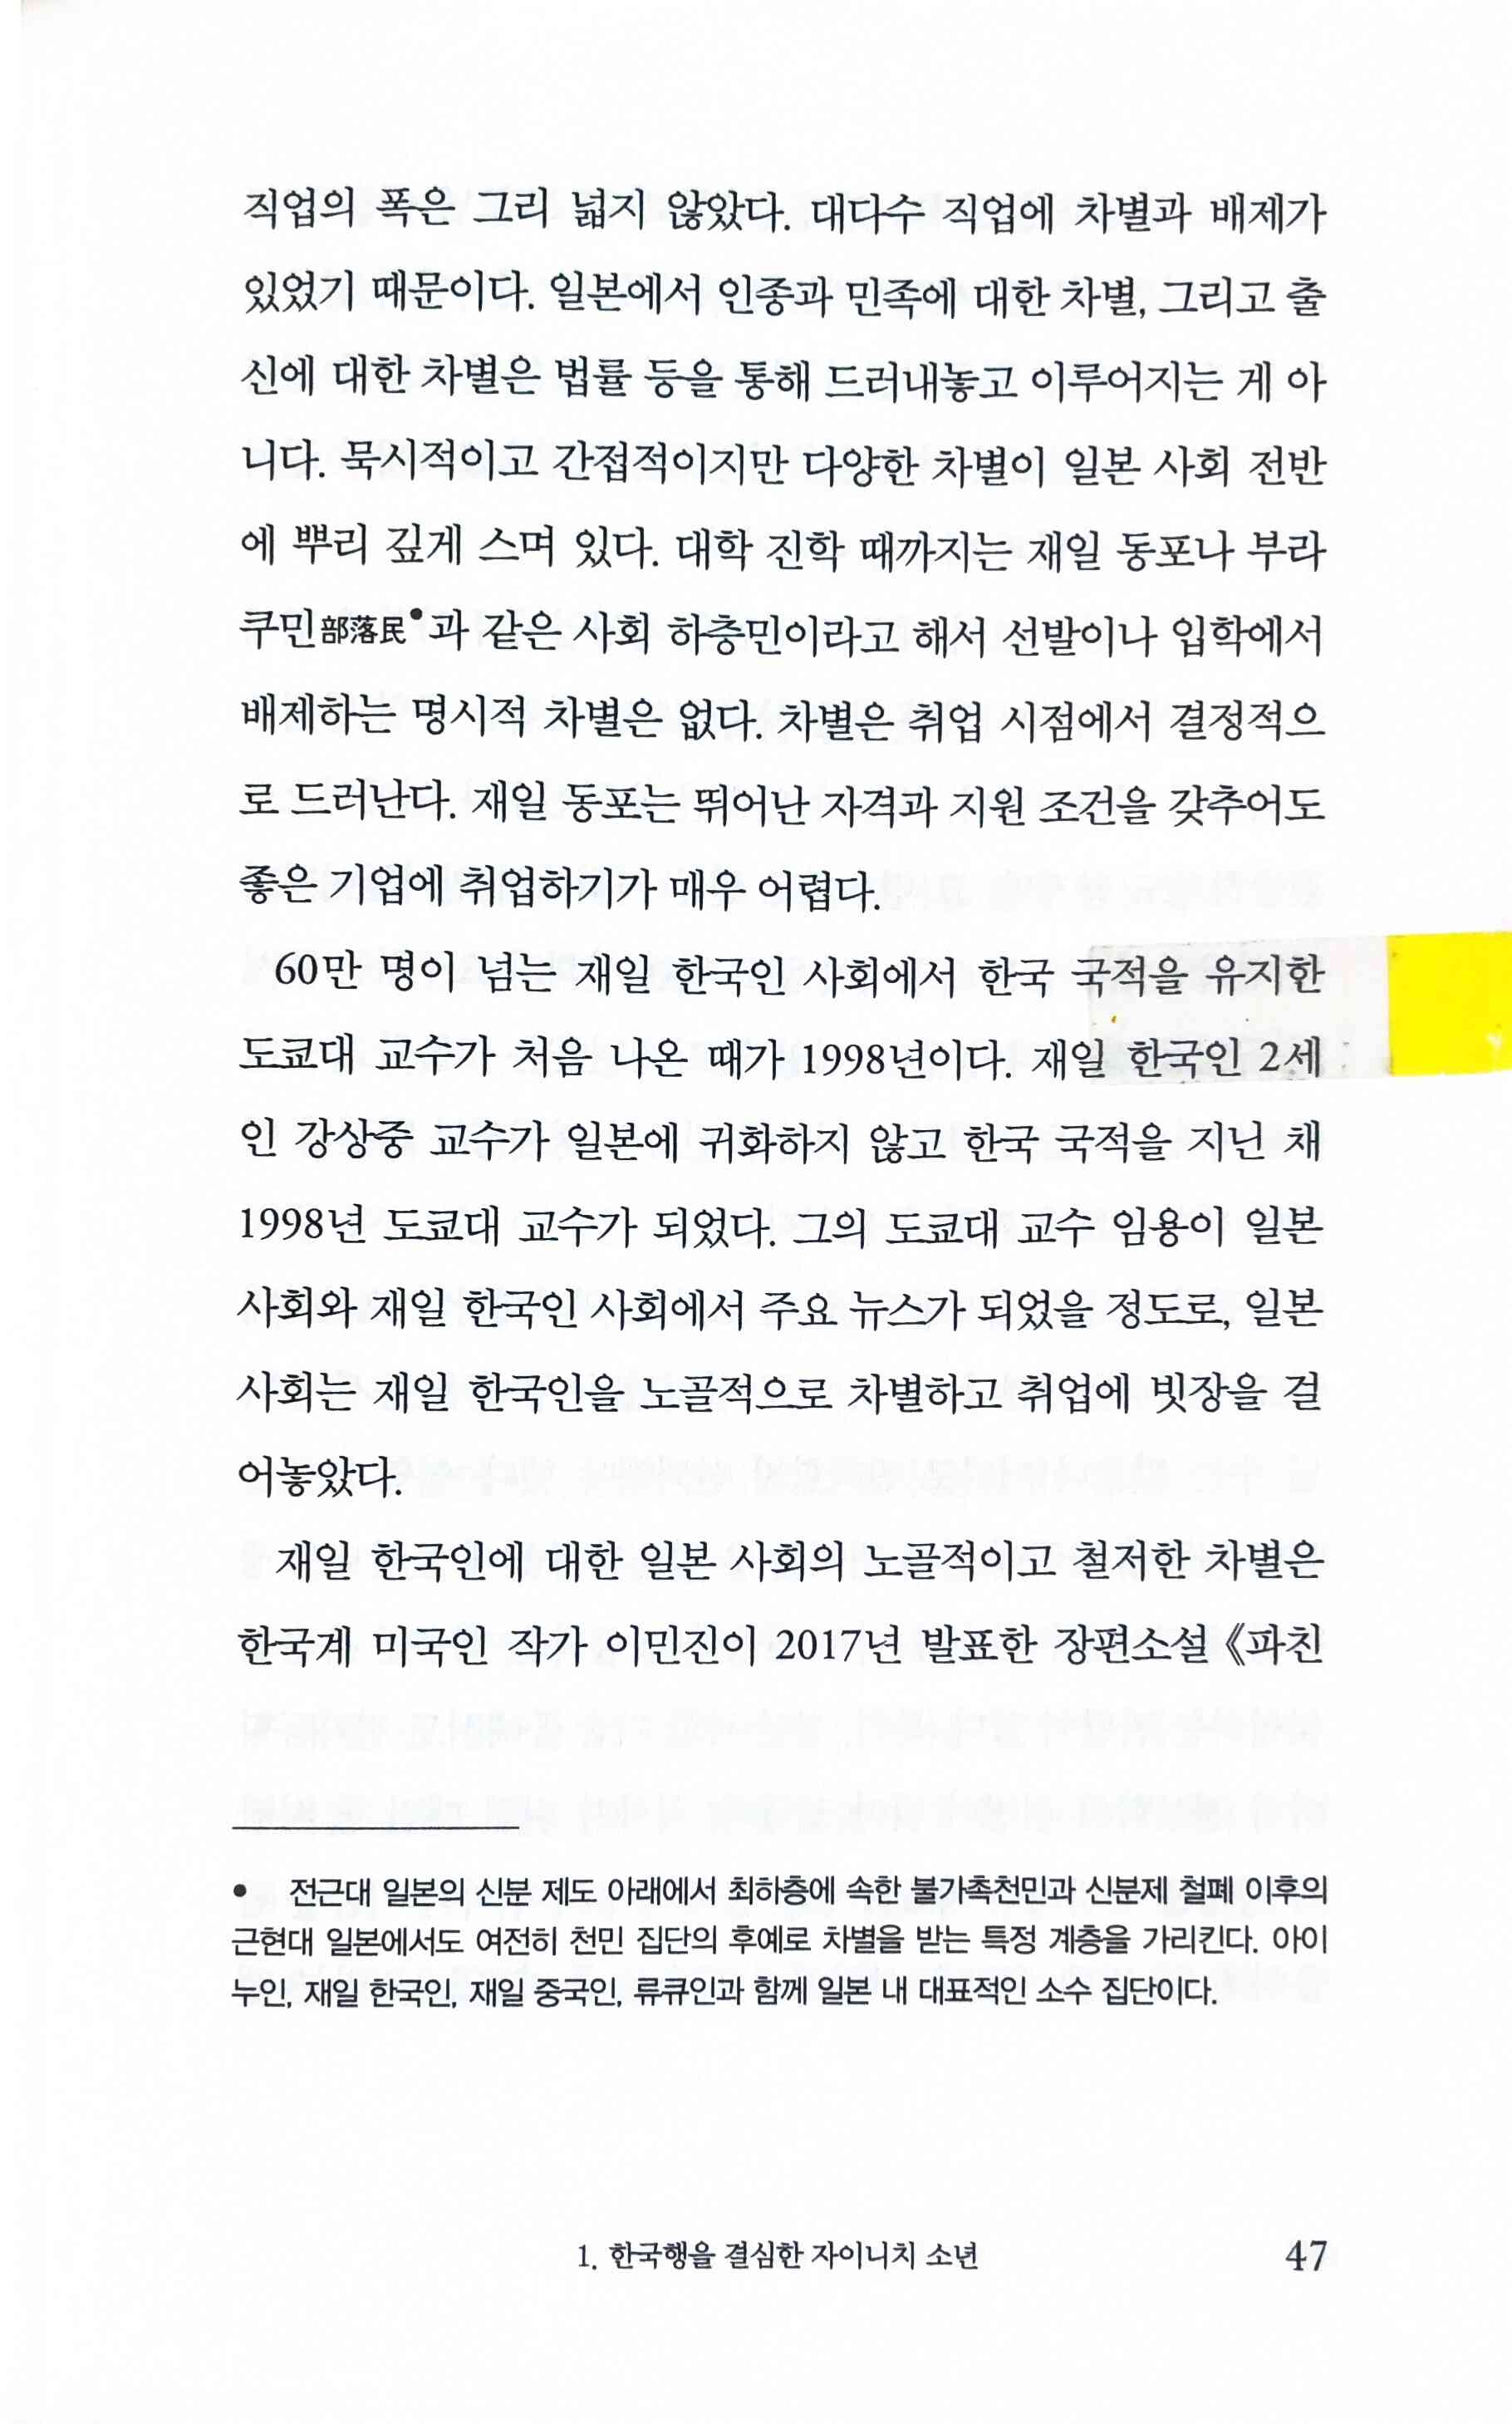 직업의 폭은 그리 넓지 않았다. 대다수 직업에 차별과 배제가
있었기 때문이다. 일본에서 인종과 민족에 대한 차별, 그리고 출
신에 대한 차별은 법률 등을 통해 드러내놓고 이루어지는 게 아
니다. 묵시적이고 간접적이지만 다양한 차별이 일본 사회 전반
에 뿌리 깊게 스며 있다. 대학 진학 때까지는 재일 동포나 부라
쿠민部落民•과 같은 사회 하층민이라고 해서 선발이나 입학에서
배제하는 명시적 차별은 없다. 차별은 취업 시점에서 결정적으
로 드러난다. 재일 동포는 뛰어난 자격과 지원 조건을 갖추어도
좋은 기업에 취업하기가 매우 어렵다.
60만 명이 넘는 재일 한국인 사회에서 한국 국적을 유지한
도쿄대 교수가 처음 나온 때가 1998년이다. 재일 한국인 2세
인 강상중 교수가 일본에 귀화하지 않고 한국 국적을 지닌 채
1998년 도쿄대 교수가 되었다. 그의 도쿄대 교수 임용이 일본
사회와 재일 한국인 사회에서 주요 뉴스가 되었을 정도로, 일본
사회는 재일 한국인을 노골적으로 차별하고 취업에 빗장을 걸
어놓았다.
재일 한국인에 대한 일본 사회의 노골적이고 철저한 차별은
한국계 미국인 작가 이민진이 2017년 발표한 장편소설 《파친
• 전근대 일본의 신분 제도 아래에서 최하층에 속한 불가촉천민과 신분제 철폐 이후의
근현대 일본에서도 여전히 천민 집단의 후예로 차별을 받는 특정 계층을 가리킨다. 아이
누인, 재일 한국인, 재일 중국인, 류큐인과 함께 일본 내 대표적인 소수 집단이다.
1. 한국행을 결심한 자이니치 소년 47